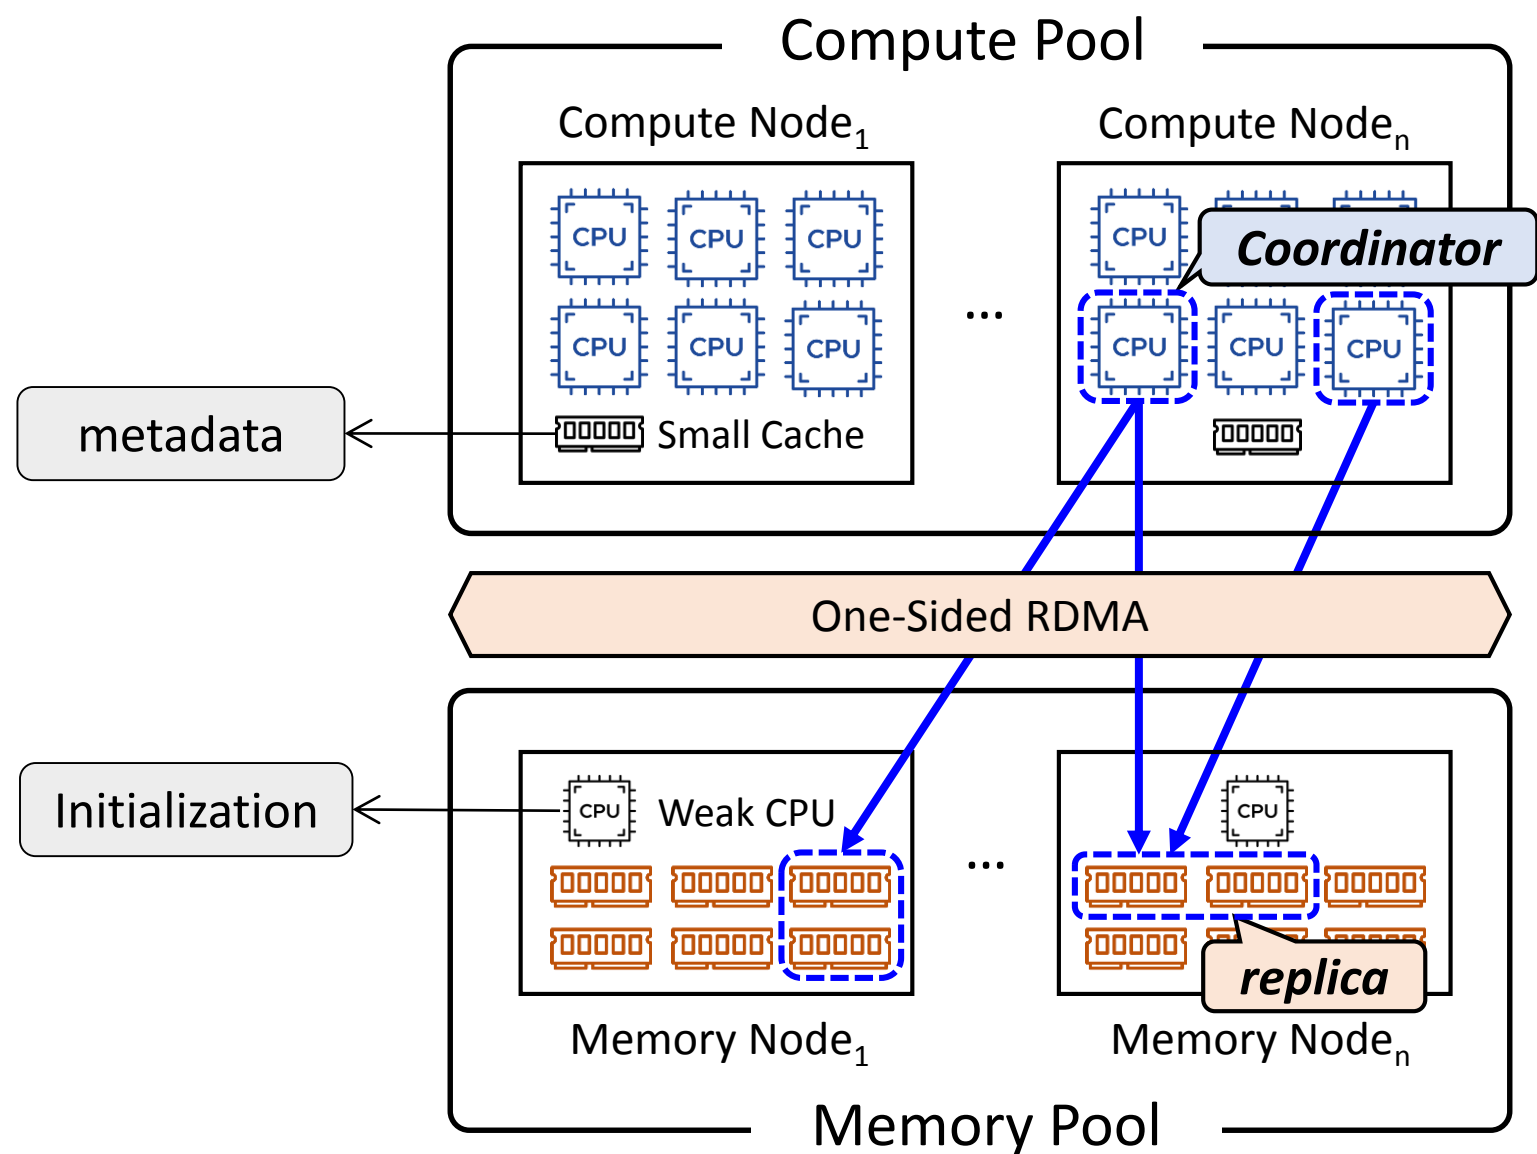 Compute Pool
Compute Node1
Compute Noden
CPU CPU CPU
CPU
Coordinator
CPU CPU CPU
...
CPU CPU CPU
metadata
Small Cache
One-Sided RDMA
Initialization
CPU
Weak CPU
CPU
...
replica
Memory Node1
Memory Noden
Memory Pool